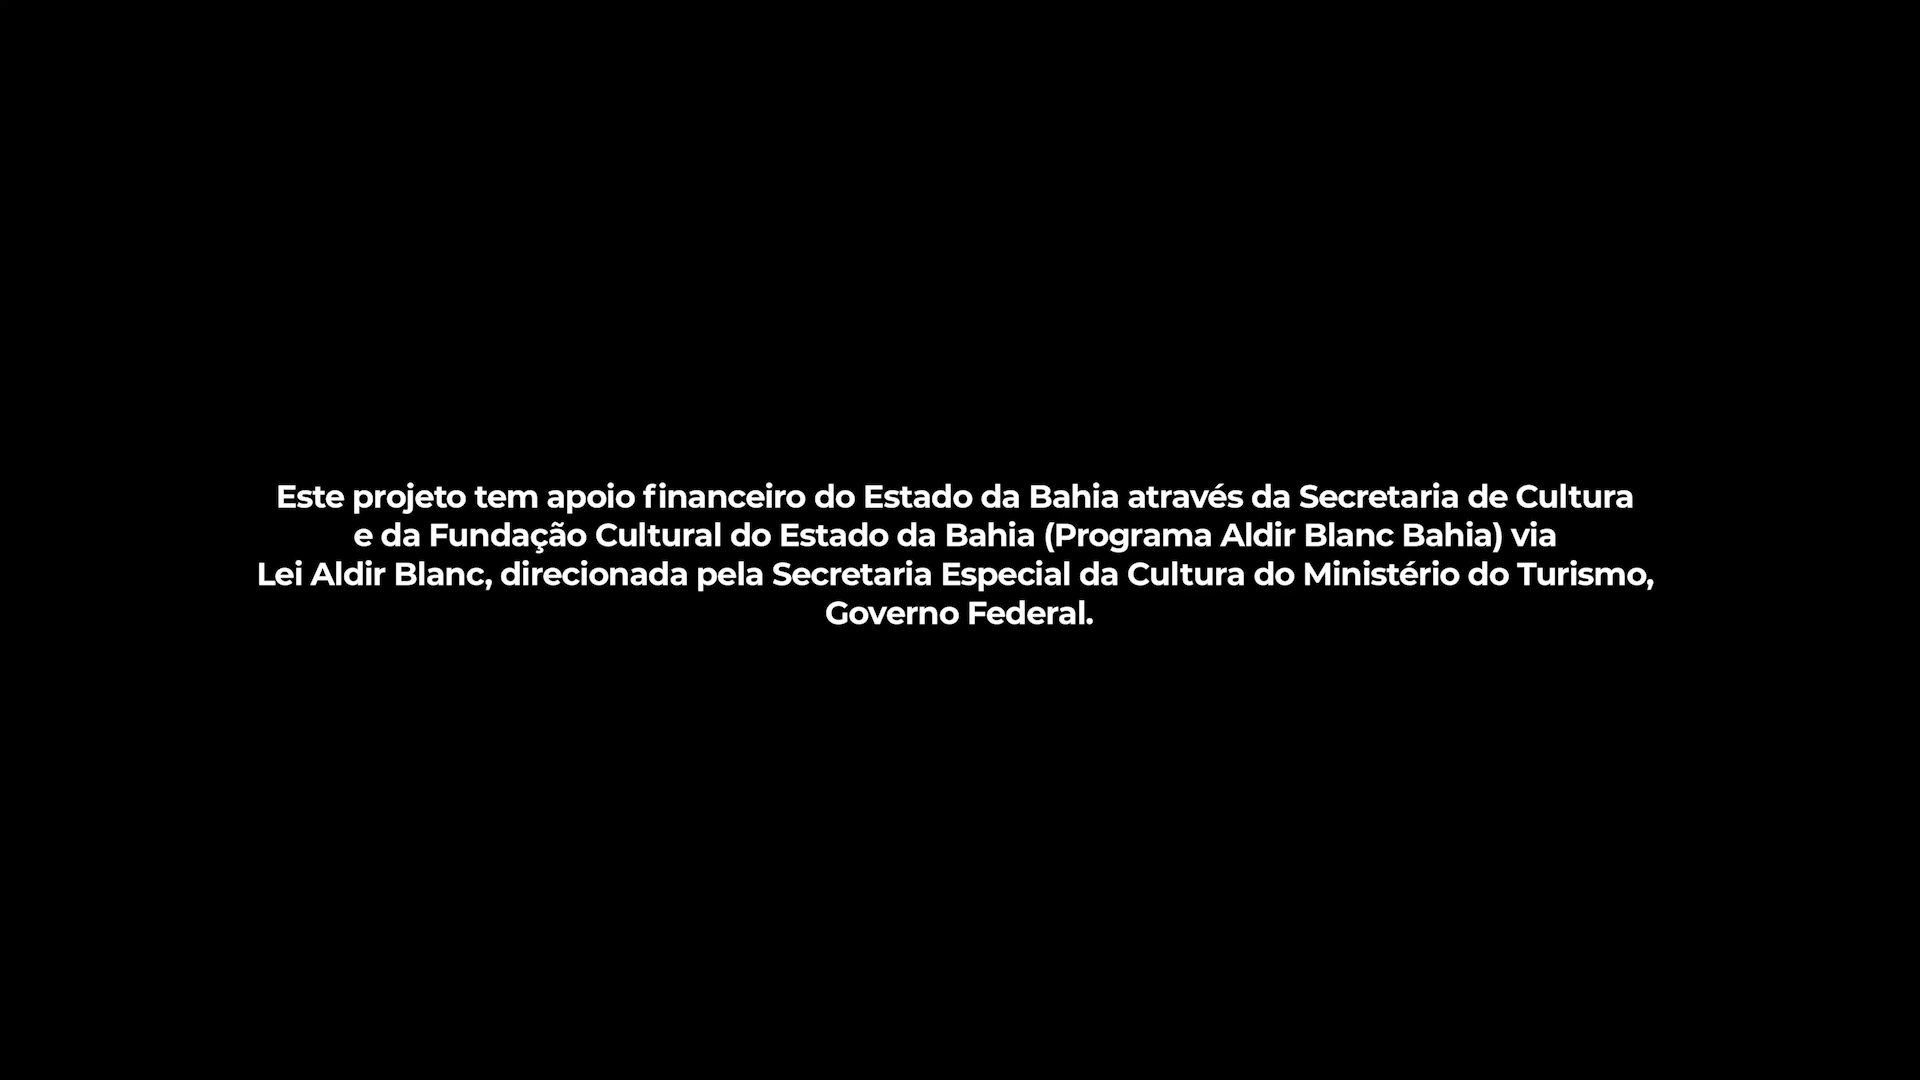 Este projeto tem apoio financeiro do Estado da Bahia através da Secretaria de Cultura
e da Fundação Cultural do Estado da Bahia (Programa Aldir Blanc Bahia) via
Lei Aldir Blanc, direcionada pela Secretaria Especial da Cultura do Ministério do Turismo,
Governo Federal.